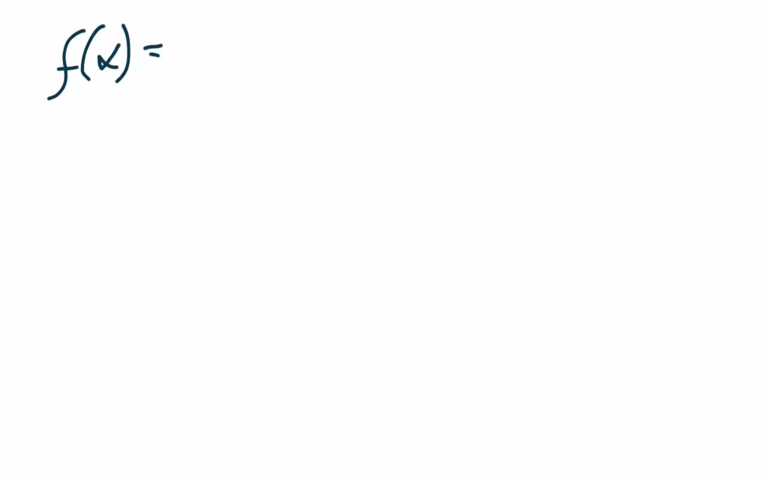 f(x) =